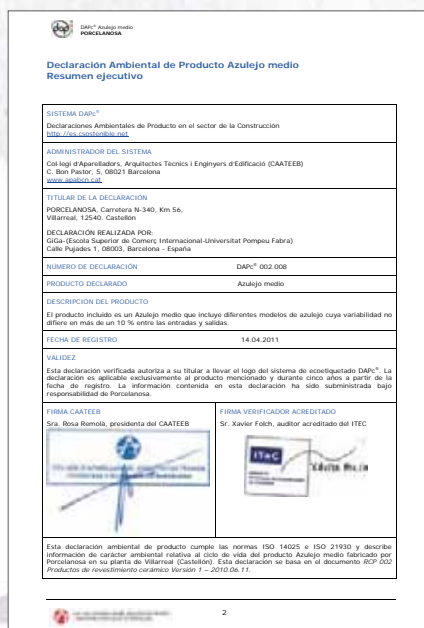 DAPc® Azulejo medio
PORCELANOSA
Declaración Ambiental de Producto Azulejo medio
Resumen ejecutivo
SISTEMA DAPc®
Declaraciones Ambientales de Producto en el sector de la Construcción
http://es.csostenible.net
ADMINISTRADOR DEL SISTEMA
Col·legi d'Aparelladors, Arquitectes Tècnics i Enginyers d'Edificació (CAATEEB)
C. Bon Pastor, 5, 08021 Barcelona
www.apabcn.cat
TITULAR DE LA DECLARACIÓN
PORCELANOSA, Carretera N-340, Km 56,
Villarreal, 12540. Castellón
DECLARACIÓN REALIZADA POR:
GiGa-(Escola Superior de Comerç Internacional-Universitat Pompeu Fabra)
Calle Pujades 1, 08003, Barcelona - España
NÚMERO DE DECLARACIÓN DAPc® 002.008
PRODUCTO DECLARADO Azulejo medio
DESCRIPCIÓN DEL PRODUCTO
El producto incluido es un Azulejo medio que incluye diferentes modelos de azulejo cuya variabilidad no
difiere en más de un 10 % entre las entradas y salidas.
FECHA DE REGISTRO 14.04.2011
VALIDEZ
Esta declaración verificada autoriza a su titular a llevar el logo del sistema de ecoetiquetado DAPc®. La
declaración es aplicable exclusivamente al producto mencionado y durante cinco años a partir de la
fecha de registro. La información contenida en esta declaración ha sido suministrada bajo
responsabilidad de Porcelanosa.
FIRMA CAATEEB
Sra. Rosa Remolà, presidenta del CAATEEB
FIRMA VERIFICADOR ACREDITADO
Sr. Xavier Folch, auditor acreditado del ITEC
ITeC
Esta declaración ambiental de producto cumple las normas ISO 14025 e ISO 21930 y describe
información de carácter ambiental relativa al ciclo de vida del producto Azulejo medio fabricado por
Porcelanosa en su planta de Villarreal (Castellón). Esta declaración se basa en el documento RCP 002
Productos de revestimiento cerámico Versión 1 – 2010.06.11.
2